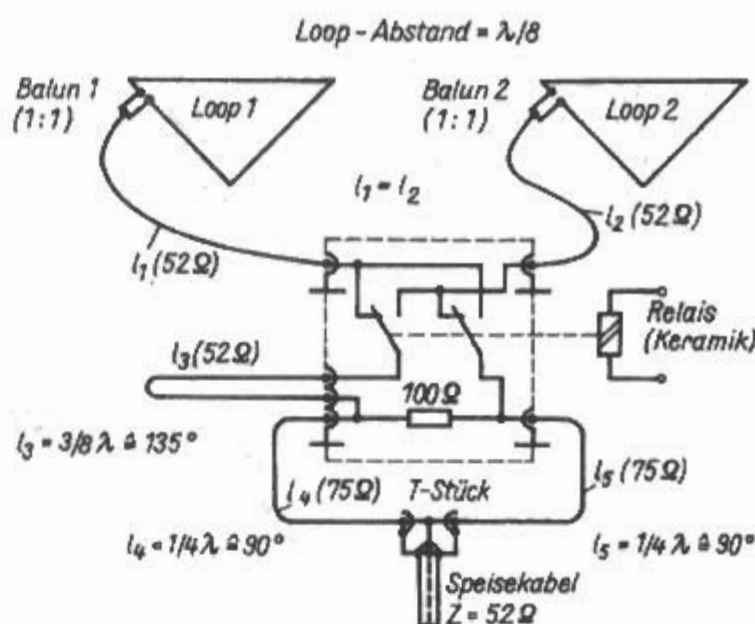 Loop - Abstand = λ/8
Balun 1
(1:1)
Loop 1
Balun 2
(1:1)
Loop 2
l₁ = l₂
l₁ (52Ω)
l₂ (52Ω)
Relais
(Keramik)
l₃ (52Ω)
100Ω
l₃ = 3/8 λ ≙ 135°
l₄ (75Ω)
T-Stück
l₅ (75Ω)
l₄ = 1/4 λ ≙ 90°
l₅ = 1/4 λ ≙ 90°
Speisekabel
Z = 52Ω